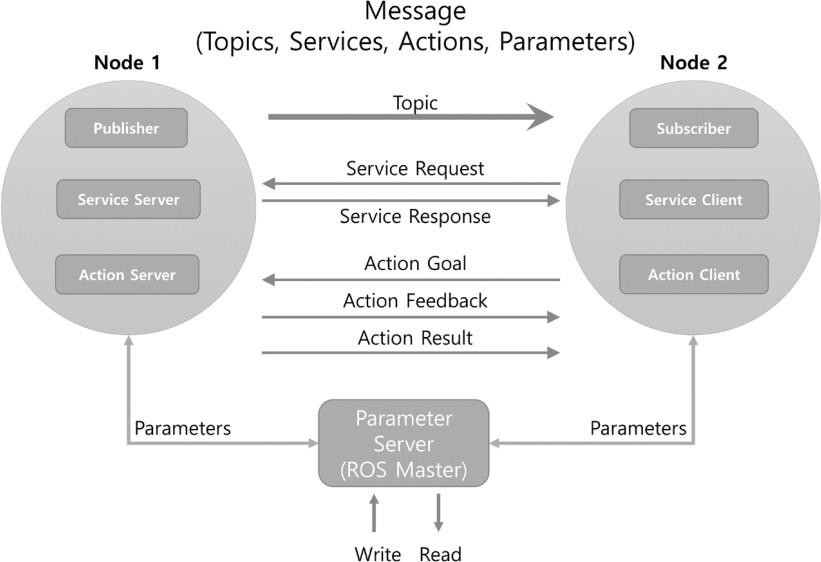 Message
(Topics, Services, Actions, Parameters)
Node 1
Node 2
Publisher
Topic
Subscriber
Service Request
Service Server
Service Client
Service Response
Action Goal
Action Server
Action Client
Action Feedback
Action Result
Parameters
Parameter
Server
(ROS Master)
Parameters
Write
Read